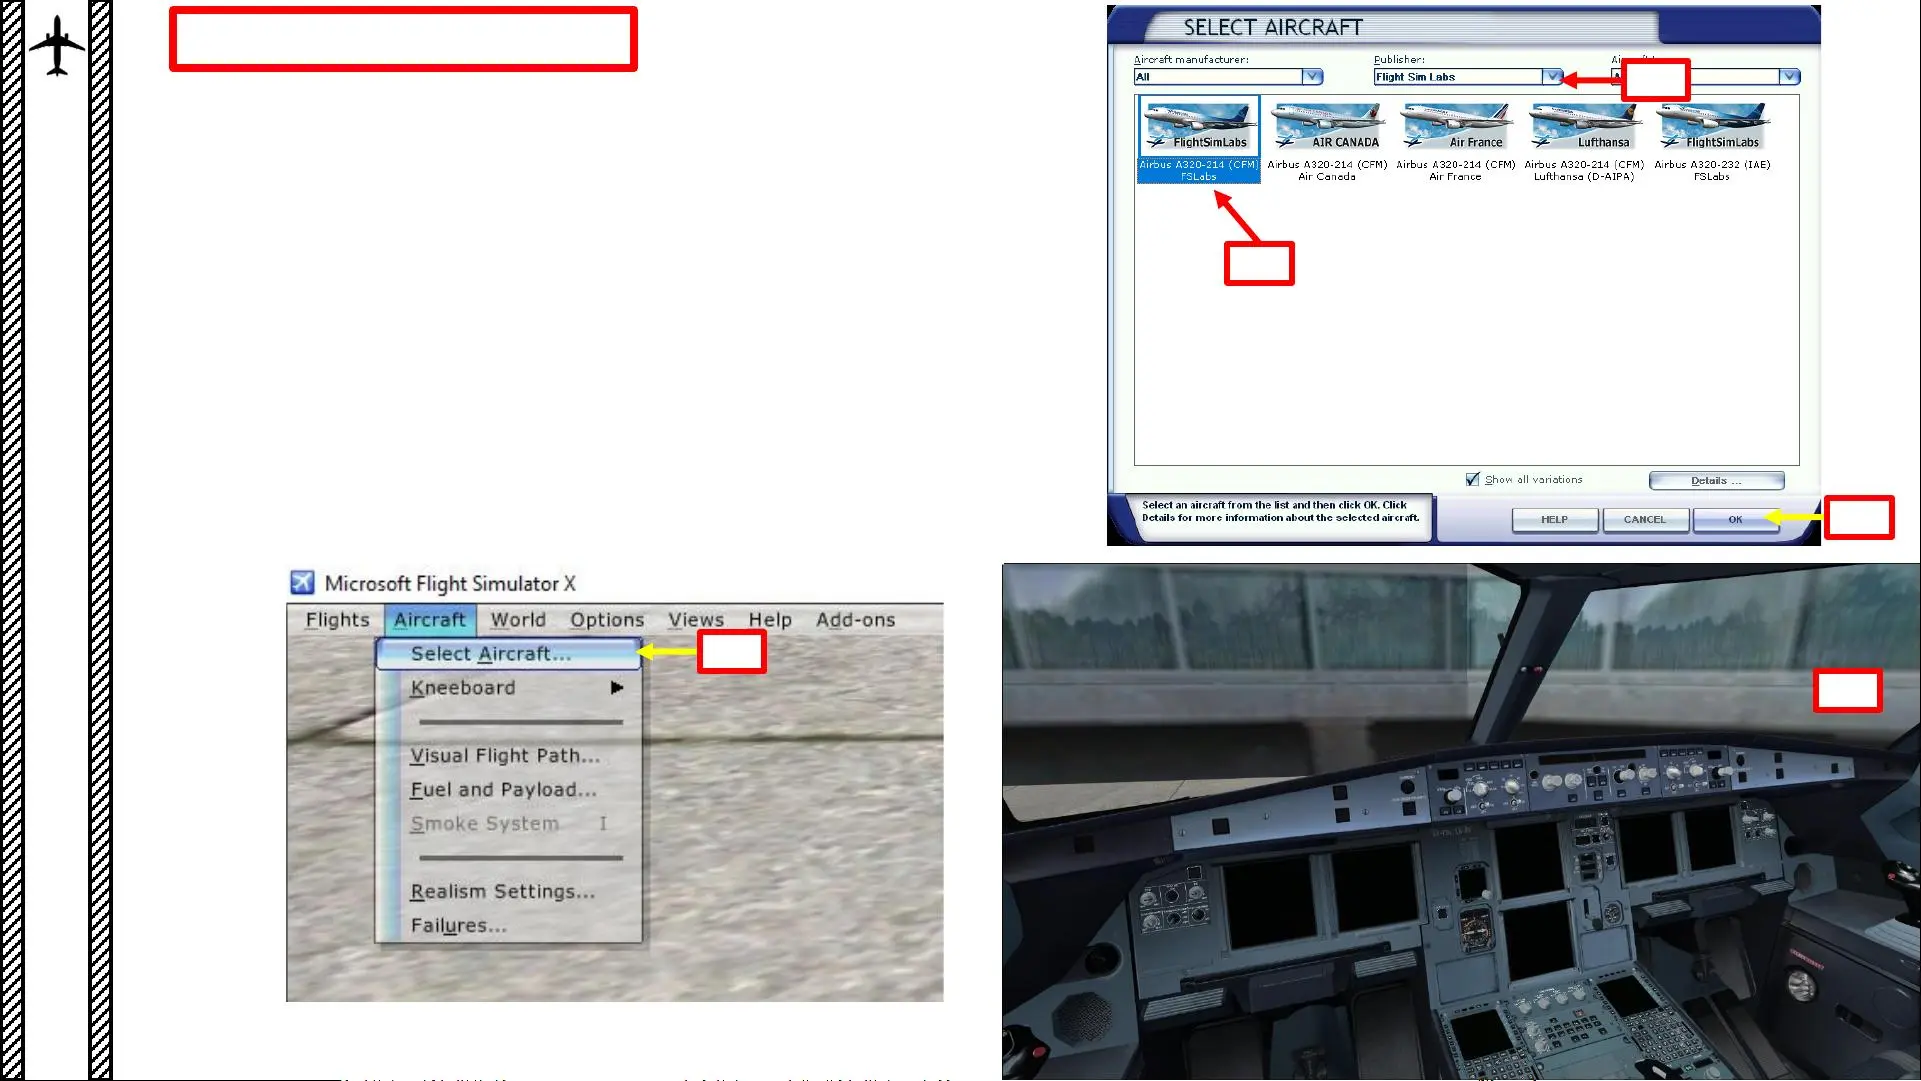 SELECT AIRCRAFT
Aircraft manufacturer:
Publisher:
All
Flight Sim Labs
FlightSimLabs
AIR CANADA
Air France
Lufthansa
FlightSimLabs
Airbus A320-214 (CFM)
FSLabs
Airbus A320-214 (CFM)
Air Canada
Airbus A320-214 (CFM)
Air France
Airbus A320-214 (CFM)
Lufthansa (D-AIPA)
Airbus A320-232 (IAE)
FSLabs
Show all variations
Details ...
Select an aircraft from the list and then click OK. Click
Details for more information about the selected aircraft.
HELP
CANCEL
OK
Microsoft Flight Simulator X
Flights Aircraft World Options Views Help Add-ons
Select Aircraft...
Kneeboard
Visual Flight Path...
Fuel and Payload...
Smoke System I
Realism Settings...
Failures...